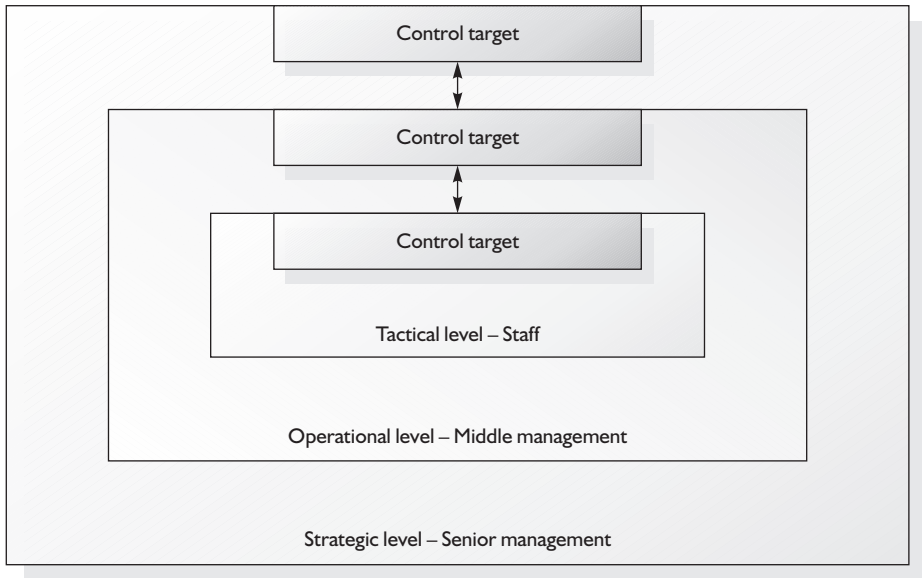 Control target
Control target
Control target
Tactical level – Staff
Operational level – Middle management
Strategic level – Senior management